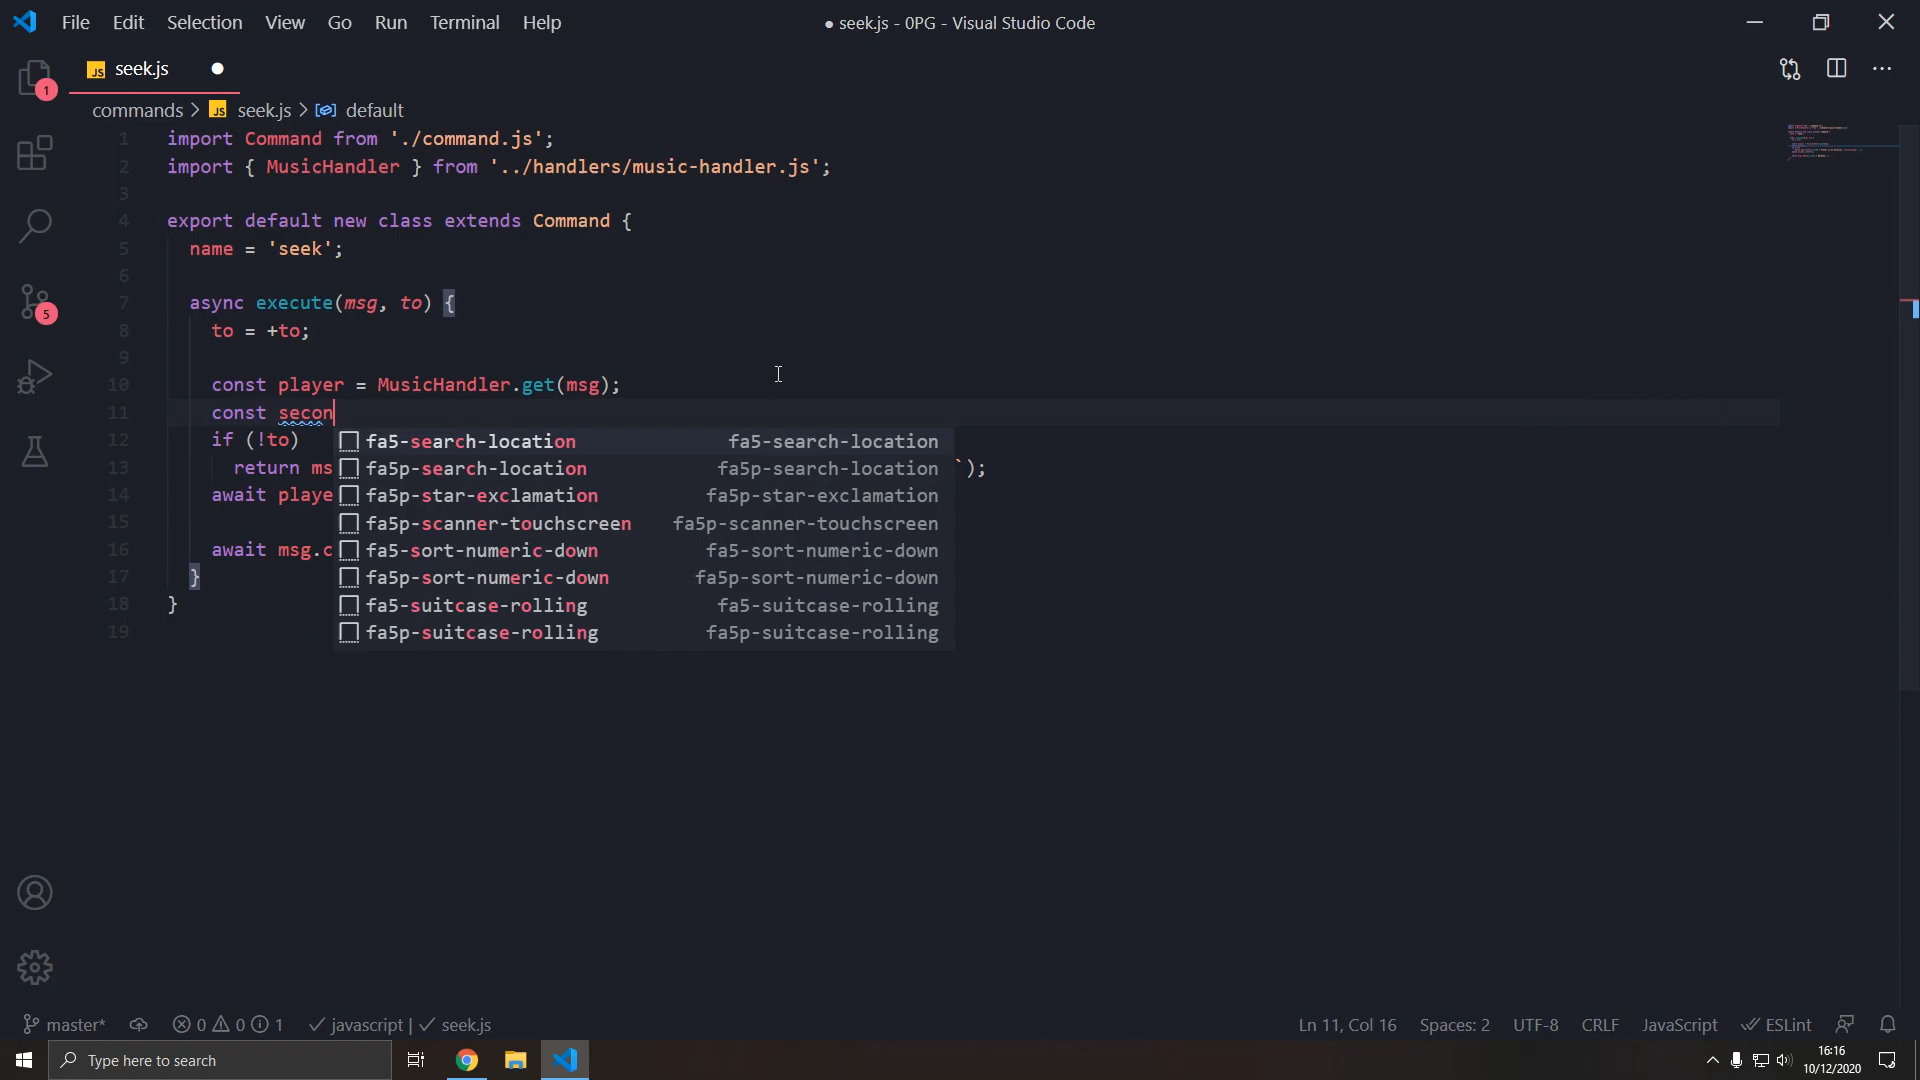 File Edit Selection View Go Run Terminal Help
● seek.js - 0PG - Visual Studio Code
JS seek.js
1
commands > JS seek.js > default
1 import Command from './command.js';
2 import { MusicHandler } from '../handlers/music-handler.js';
3
4 export default new class extends Command {
5 name = 'seek';
6
7 async execute(msg, to) {
8 to = +to;
9
10 const player = MusicHandler.get(msg);
11 const secon
12 if (!to)
13 return ms `);
14 await playe
15
16 await msg.c
17 }
18 }
19
5
fa5-search-location fa5-search-location
fa5p-search-location fa5p-search-location
fa5p-star-exclamation fa5p-star-exclamation
fa5p-scanner-touchscreen fa5p-scanner-touchscreen
fa5-sort-numeric-down fa5-sort-numeric-down
fa5p-sort-numeric-down fa5p-sort-numeric-down
fa5-suitcase-rolling fa5-suitcase-rolling
fa5p-suitcase-rolling fa5p-suitcase-rolling
master* 0 0 1 javascript | seek.js
Ln 11, Col 16 Spaces: 2 UTF-8 CRLF JavaScript ESLint
Type here to search
16:16
10/12/2020